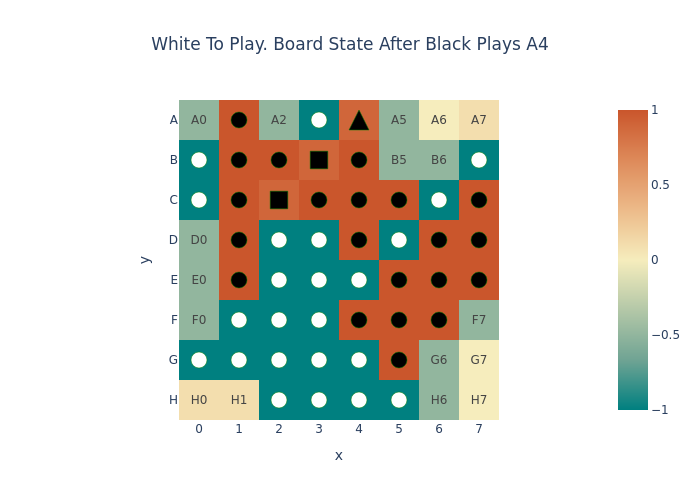 White To Play. Board State After Black Plays A4
A A0 A2 A5 A6 A7
B B5 B6
C
D D0
E E0
F F0 F7
G G6 G7
H H0 H1 H6 H7
0 1 2 3 4 5 6 7
x
y
1
0.5
0
−0.5
−1